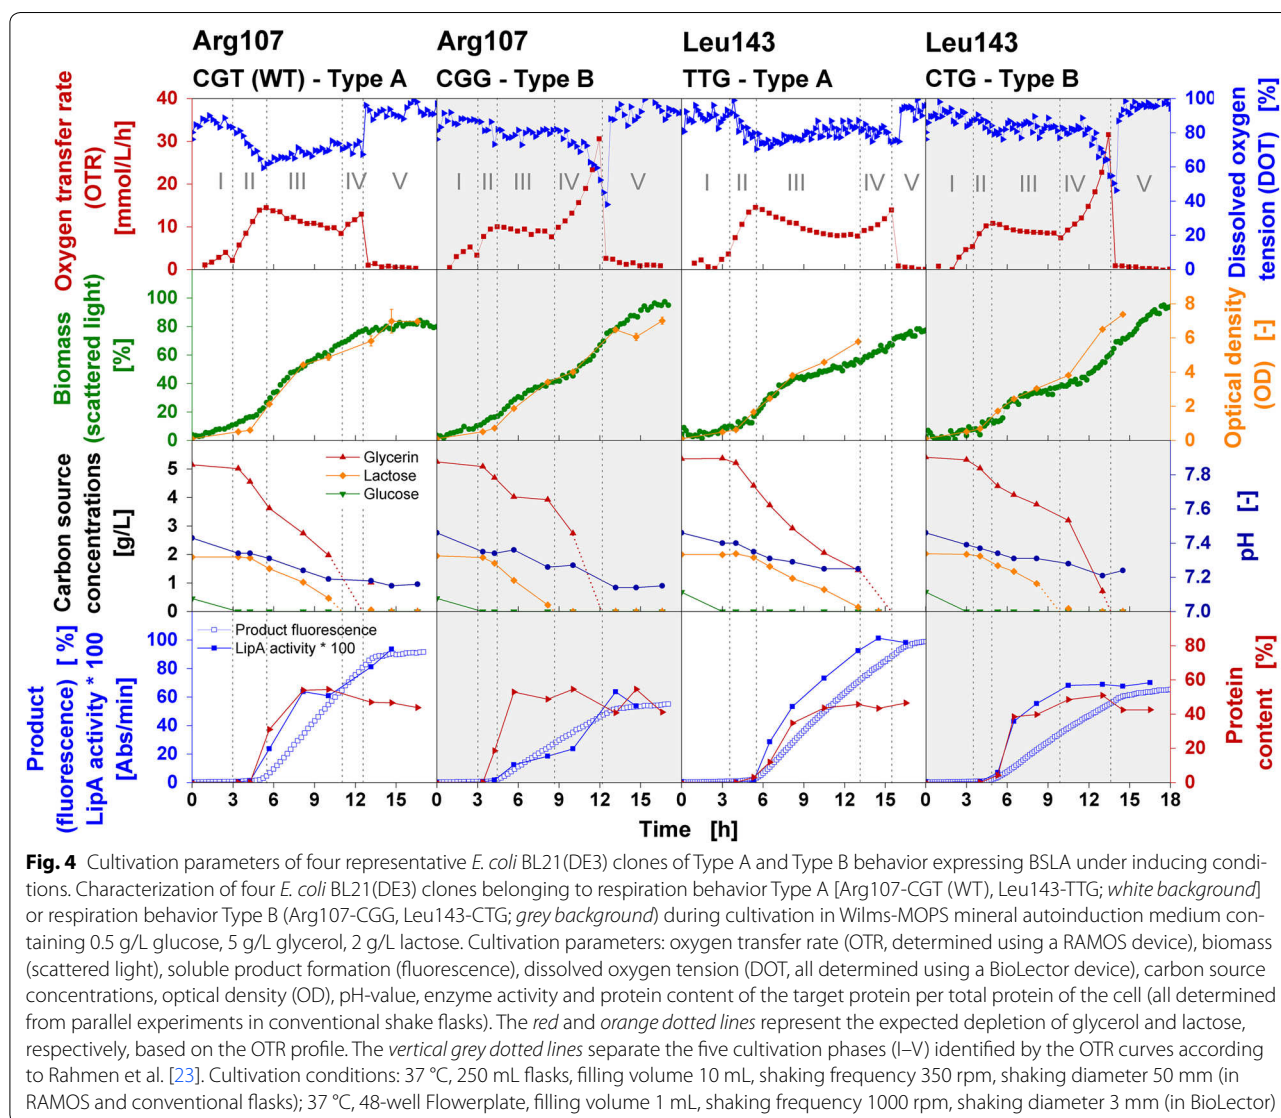 Arg107 Arg107 Leu143 Leu143
CGT (WT) - Type A CGG - Type B TTG - Type A CTG - Type B
Oxygen transfer rate
(OTR)
[mmol/L/h]
40
30
20
10
0
I II III IV V
I II III IV V
I II III IV V
I II III IV V
100
80
60
40
20
0
Dissolved oxygen
tension (DOT) [%]
Biomass
(scattered light)
[%]
100
80
60
40
20
0
8
6
4
2
0
Optical density
(OD) [-]
Carbon source
concentrations
[g/L]
5
4
3
2
1
0
Glycerin
Lactose
Glucose
7.8
7.6
7.4
7.2
7.0
pH [-]
Product
(fluorescence) [ %]
LipA activity * 100
[Abs/min]
100
80
60
40
20
0
Product fluorescence
LipA activity * 100
80
60
40
20
0
Protein
content [%]
0 3 6 9 12 15 0 3 6 9 12 15 0 3 6 9 12 15 0 3 6 9 12 15 18
Time [h]
Fig. 4 Cultivation parameters of four representative E. coli BL21(DE3) clones of Type A and Type B behavior expressing BSLA under inducing condi-
tions. Characterization of four E. coli BL21(DE3) clones belonging to respiration behavior Type A [Arg107-CGT (WT), Leu143-TTG; white background]
or respiration behavior Type B (Arg107-CGG, Leu143-CTG; grey background) during cultivation in Wilms-MOPS mineral autoinduction medium con-
taining 0.5 g/L glucose, 5 g/L glycerol, 2 g/L lactose. Cultivation parameters: oxygen transfer rate (OTR, determined using a RAMOS device), biomass
(scattered light), soluble product formation (fluorescence), dissolved oxygen tension (DOT, all determined using a BioLector device), carbon source
concentrations, optical density (OD), pH-value, enzyme activity and protein content of the target protein per total protein of the cell (all determined
from parallel experiments in conventional shake flasks). The red and orange dotted lines represent the expected depletion of glycerol and lactose,
respectively, based on the OTR profile. The vertical grey dotted lines separate the five cultivation phases (I–V) identified by the OTR curves according
to Rahmen et al. [23]. Cultivation conditions: 37 °C, 250 mL flasks, filling volume 10 mL, shaking frequency 350 rpm, shaking diameter 50 mm (in
RAMOS and conventional flasks); 37 °C, 48-well Flowerplate, filling volume 1 mL, shaking frequency 1000 rpm, shaking diameter 3 mm (in BioLector)